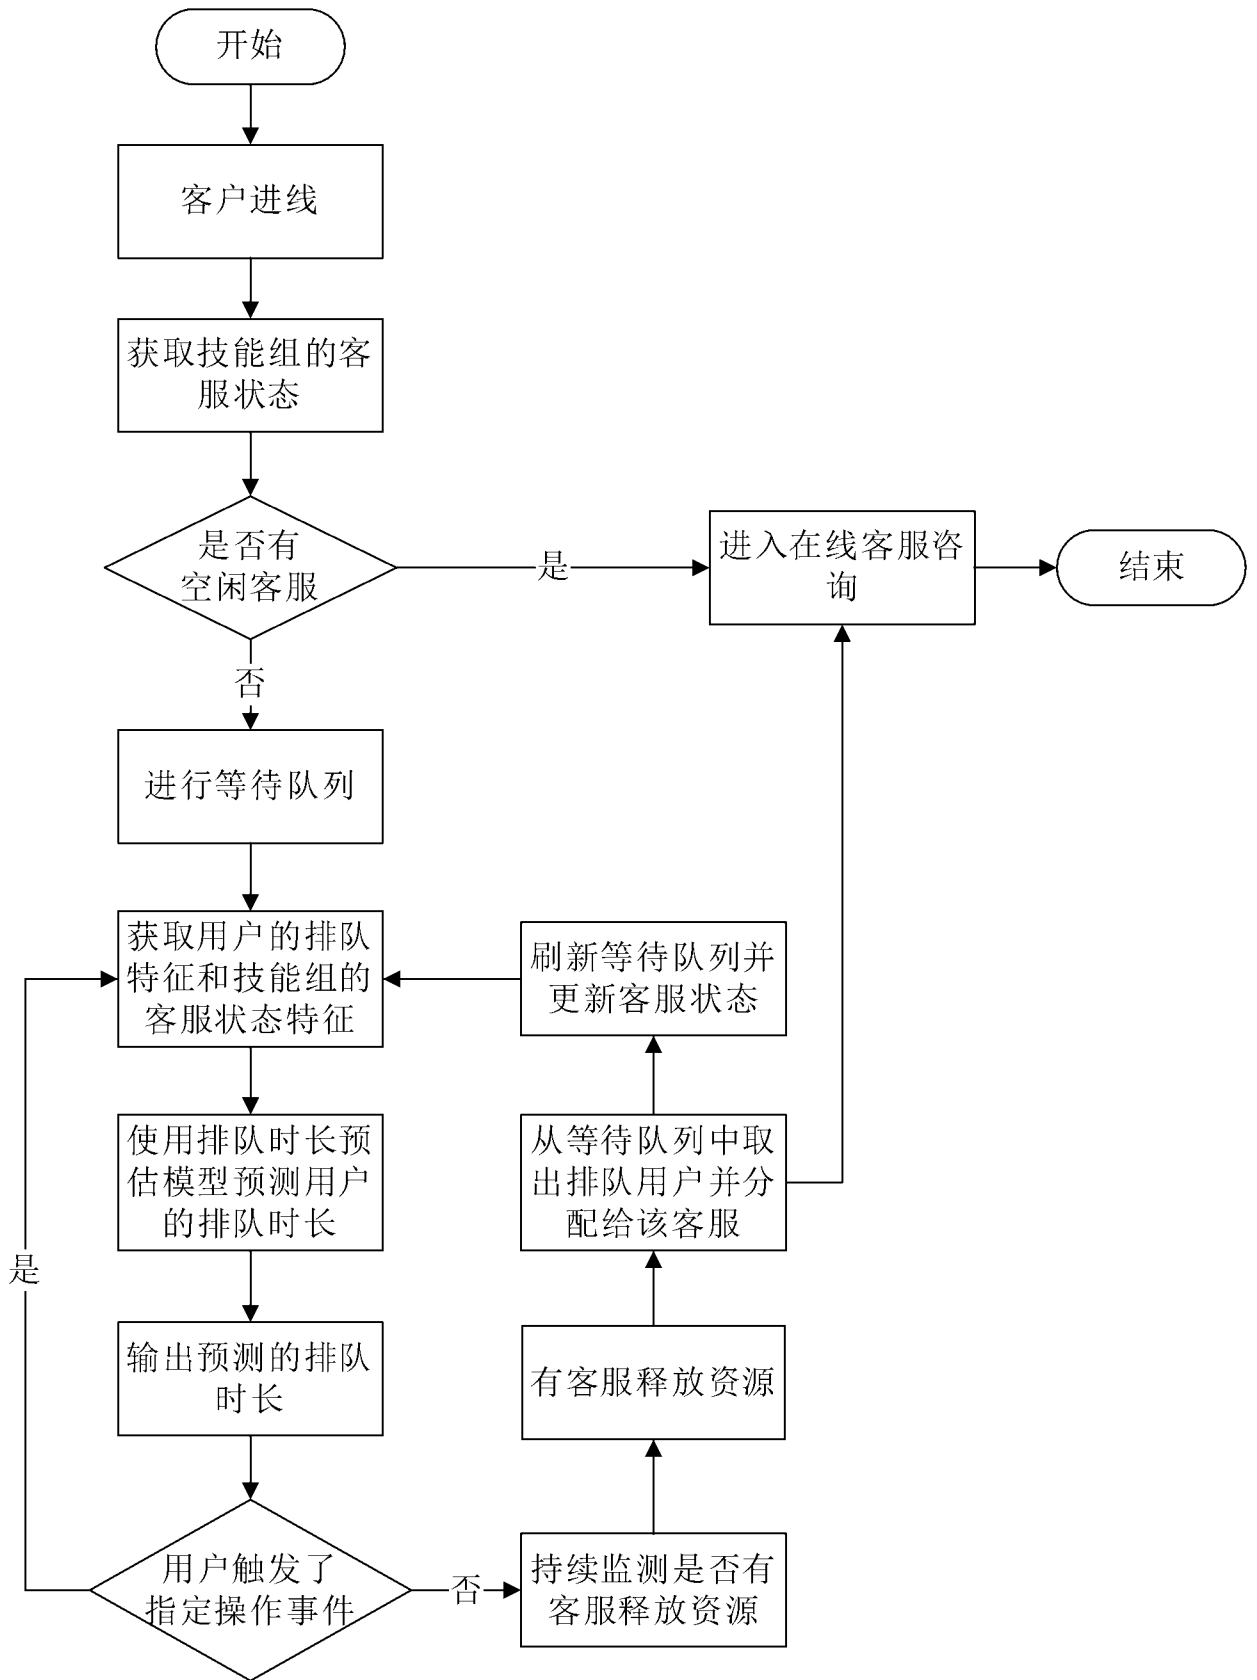 开始
客户进线
获取技能组的客
服状态
是否有
空闲客服
是
进入在线客服咨
询
结束
否
进行等待队列
获取用户的排队
特征和技能组的
客服状态特征
刷新等待队列并
更新客服状态
使用排队时长预
估模型预测用户
的排队时长
从等待队列中取
出排队用户并分
配给该客服
是
输出预测的排队
时长
有客服释放资源
用户触发了
指定操作事件
否
持续监测是否有
客服释放资源